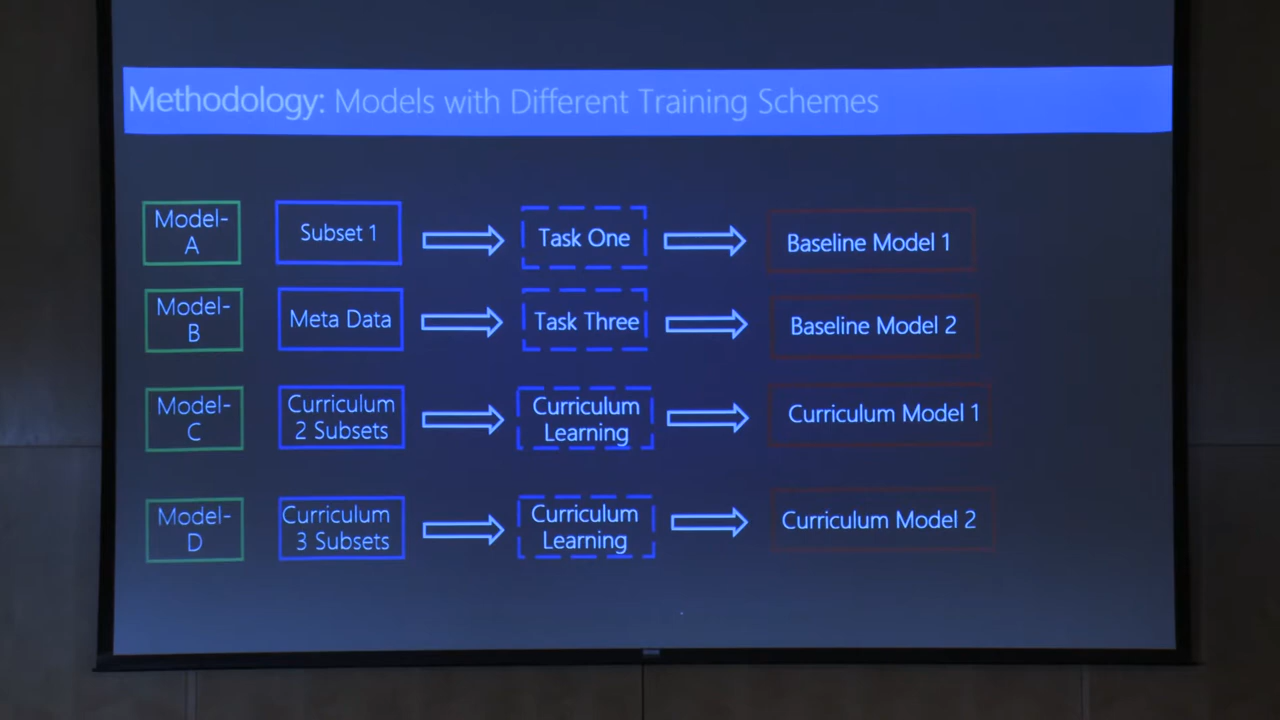 Methodology: Models with Different Training Schemes
Model-
A
Subset 1
Task One
Baseline Model 1
Model-
B
Meta Data
Task Three
Baseline Model 2
Model-
C
Curriculum
2 Subsets
Curriculum
Learning
Curriculum Model 1
Model-
D
Curriculum
3 Subsets
Curriculum
Learning
Curriculum Model 2